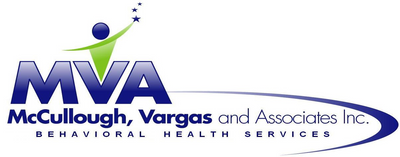 MVA
McCullough, Vargas and Associates Inc.
BEHAVIORAL HEALTH SERVICES